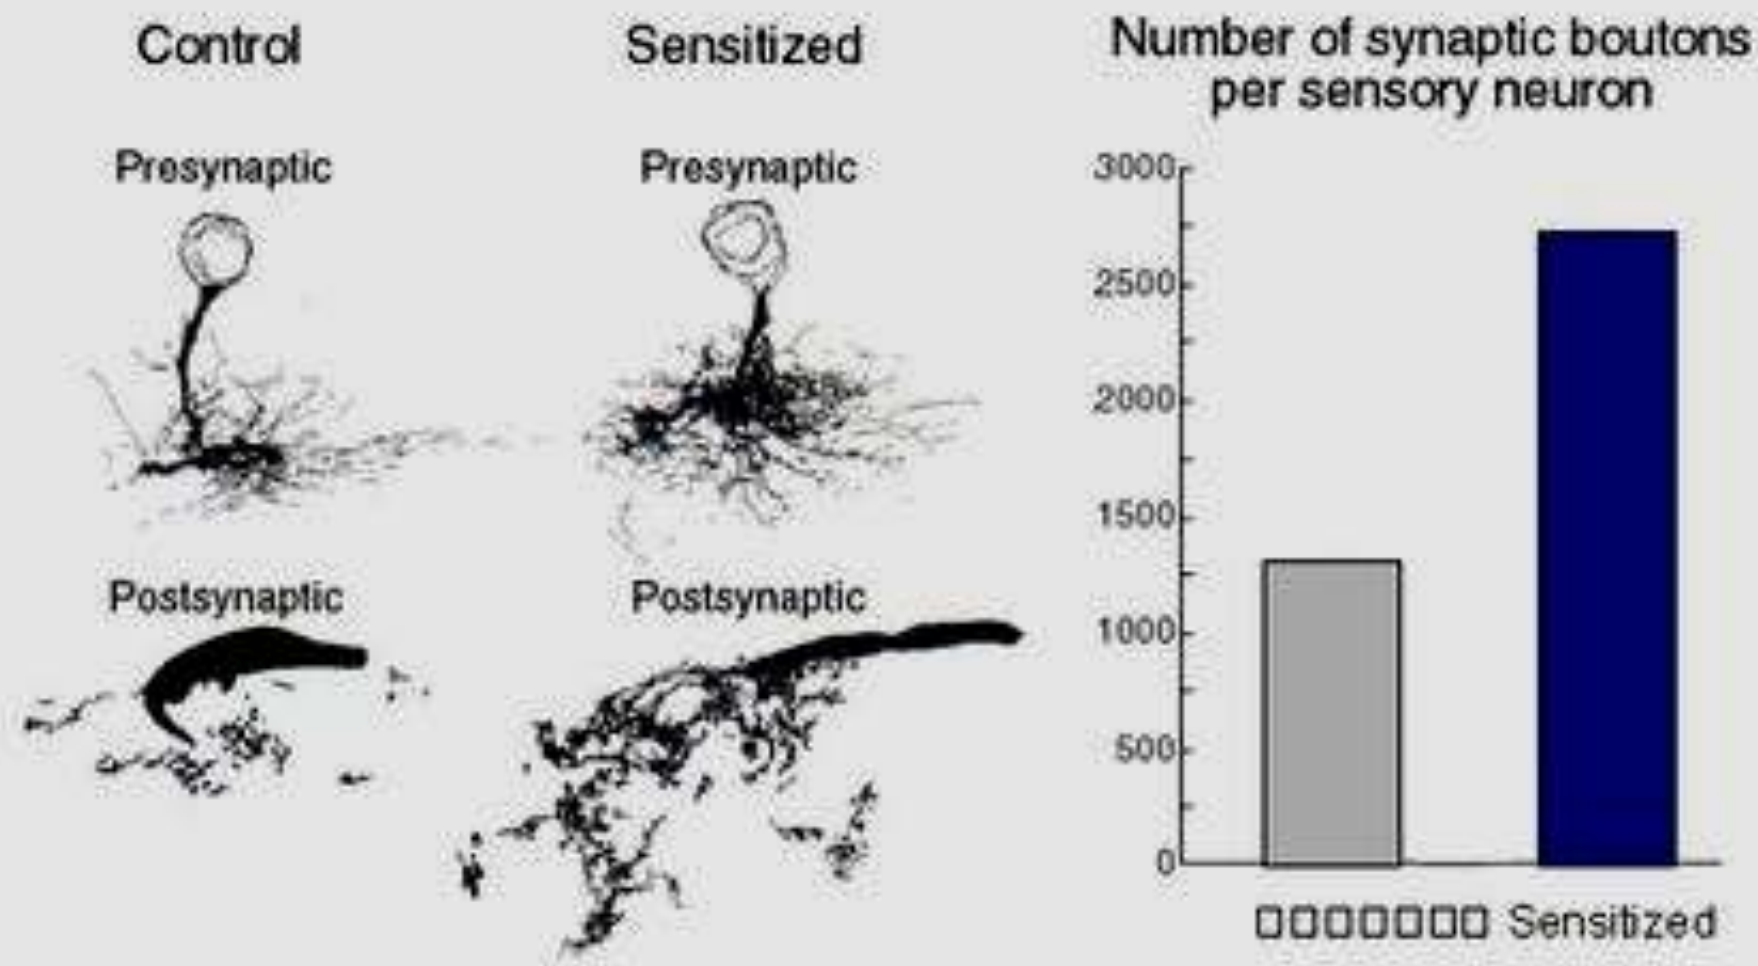 Control
Sensitized
Number of synaptic boutons
per sensory neuron
Presynaptic
Presynaptic
Postsynaptic
Postsynaptic
3000
2500
2000
1500
1000
500
0
Sensitized